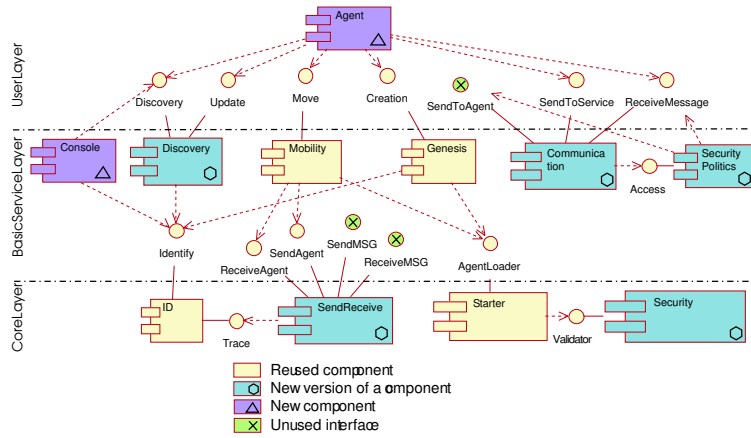 Agent
UserLayer
Discovery
Update
Move
Creation
SendToAgent
SendToService
ReceiveMessage
BasicServiceLayer
Console
Discovery
Mobility
Genesis
Communica
tion
Security
Politics
Access
Identify
ReceiveAgent
SendAgent
SendMSG
ReceiveMSG
AgentLoader
CoreLayer
ID
Trace
SendReceive
Starter
Validator
Security
Reused component
New version of a component
New component
Unused interface